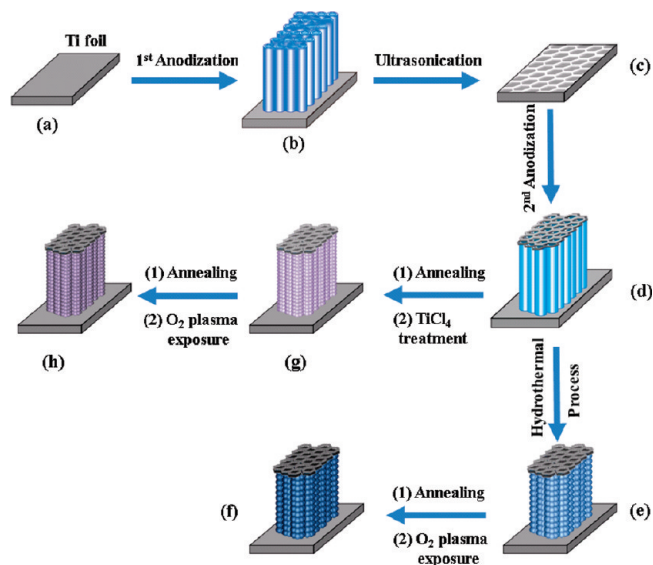 Ti foil
1st Anodization
Ultrasonication
(a)
(b)
(c)
2nd Anodization
(1) Annealing
(2) O2 plasma
exposure
(1) Annealing
(2) TiCl4
treatment
(d)
(h)
(g)
Hydrothermal
Process
(f)
(1) Annealing
(2) O2 plasma
exposure
(e)